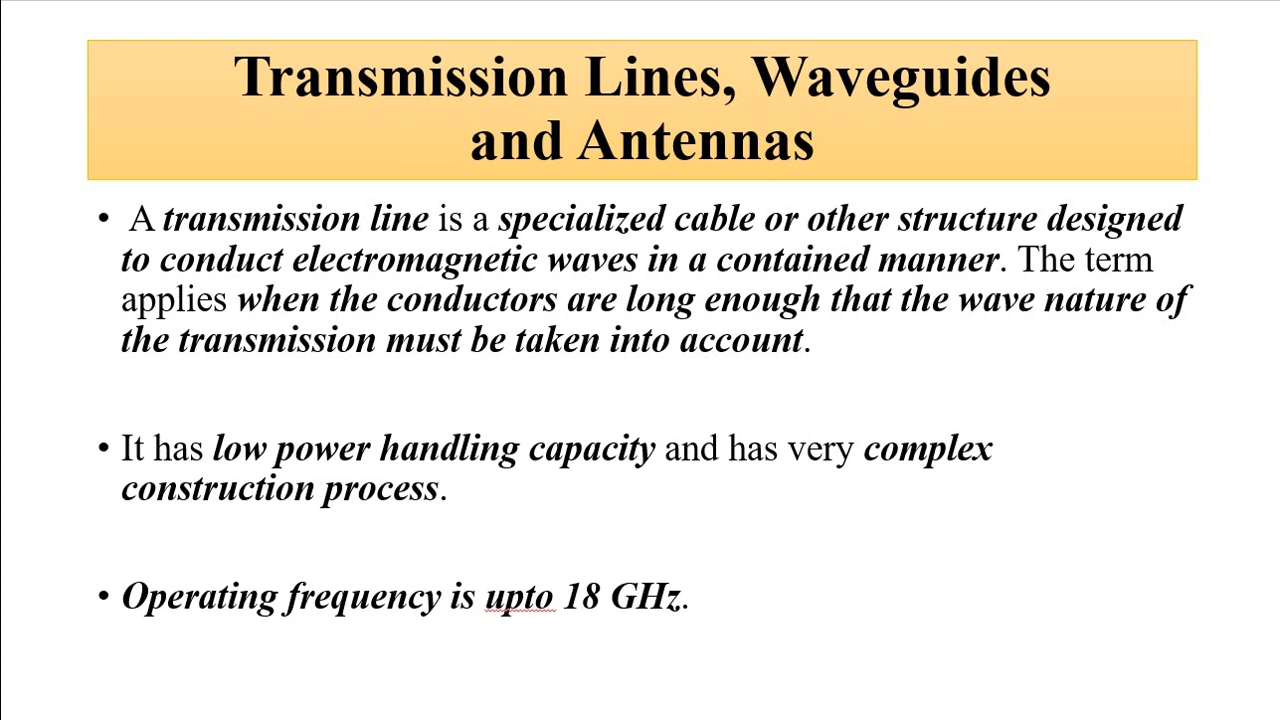 Transmission Lines, Waveguides
and Antennas
• A transmission line is a specialized cable or other structure designed
to conduct electromagnetic waves in a contained manner. The term
applies when the conductors are long enough that the wave nature of
the transmission must be taken into account.
• It has low power handling capacity and has very complex
construction process.
• Operating frequency is upto 18 GHz.